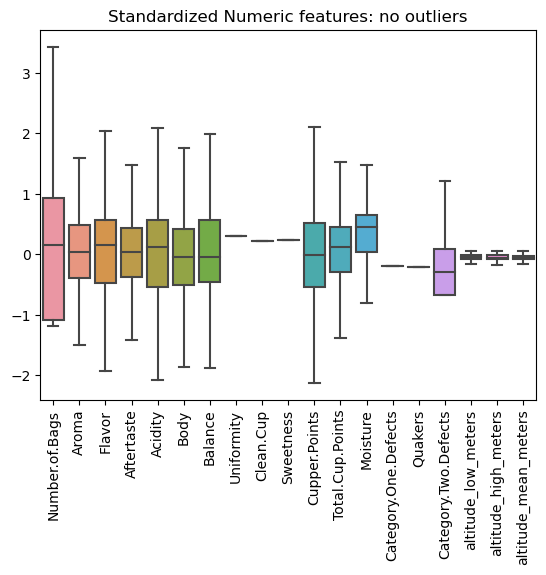 Standardized Numeric features: no outliers
3
2
1
0
−1
−2
Number.of.Bags
Aroma
Flavor
Aftertaste
Acidity
Body
Balance
Uniformity
Clean.Cup
Sweetness
Cupper.Points
Total.Cup.Points
Moisture
Category.One.Defects
Quakers
Category.Two.Defects
altitude_low_meters
altitude_high_meters
altitude_mean_meters